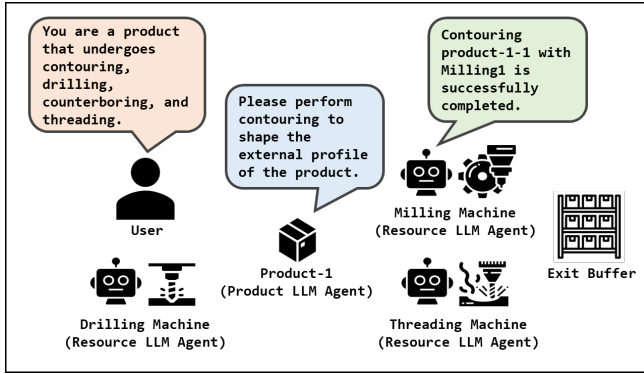 You are a product
that undergoes
contouring,
drilling,
counterboring, and
threading.
Please perform
contouring to
shape the
external profile
of the product.
Contouring
product-1-1 with
Milling1 is
successfully
completed.
User
Milling Machine
(Resource LLM Agent)
Exit Buffer
Product-1
(Product LLM Agent)
Drilling Machine
(Resource LLM Agent)
Threading Machine
(Resource LLM Agent)